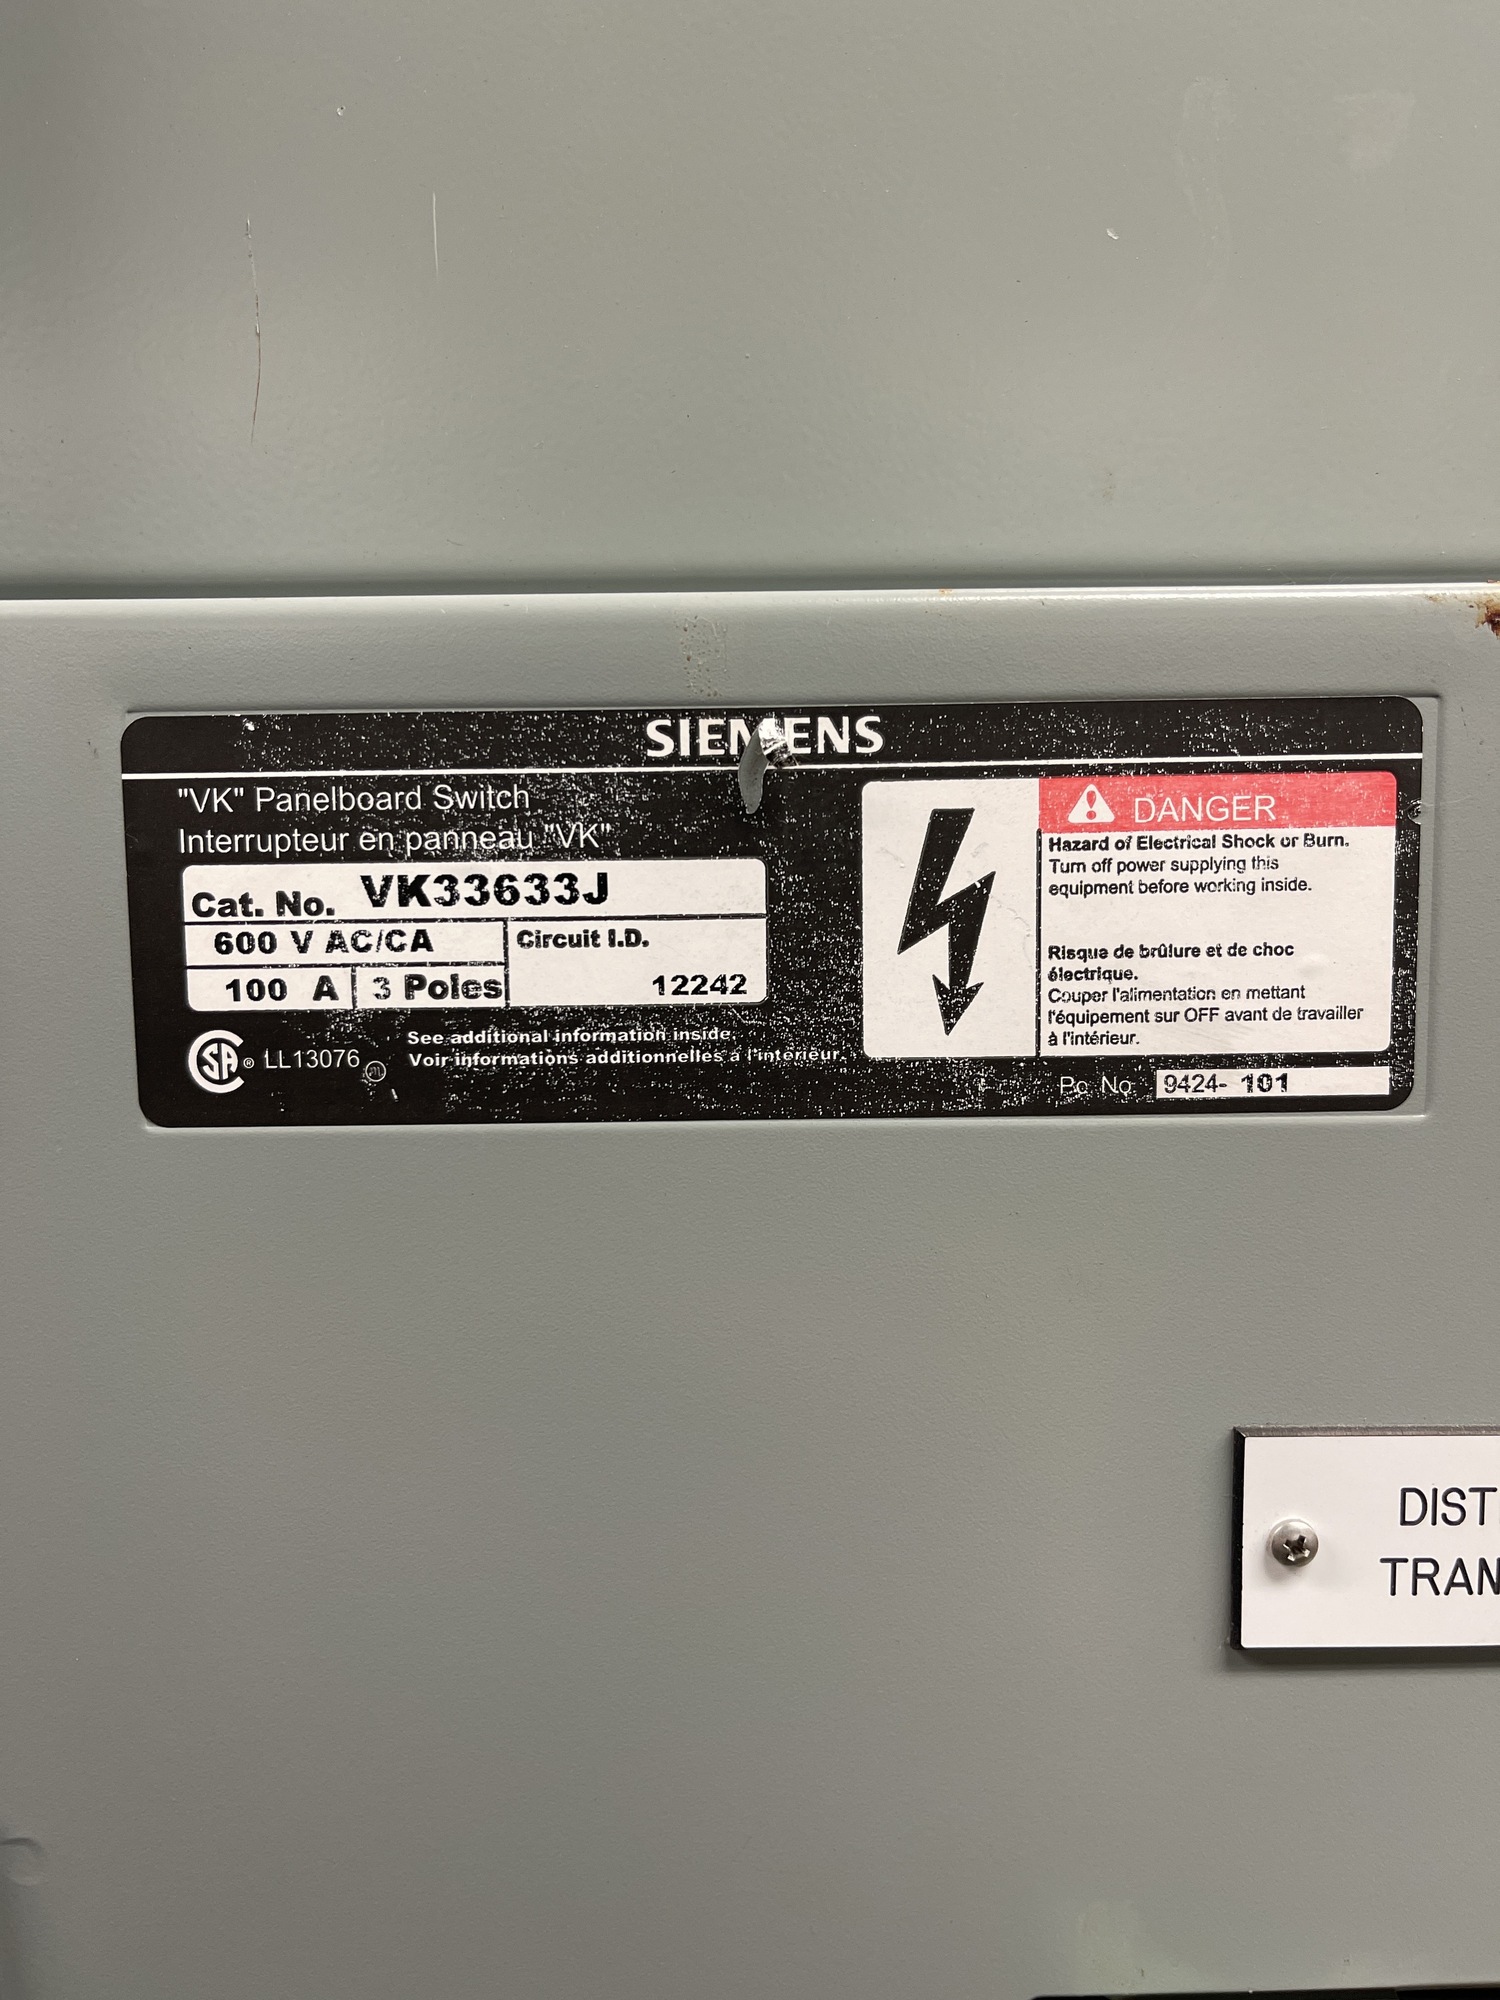 SIEMENS
"VK" Panelboard Switch
Interrupteur en panneau "VK"
Cat. No. VK33633J
600 V AC/CA
Circuit I.D.
100 A 3 Poles
12242
SA ® LL13076
See additional information inside
Voir informations additionnelles à l'intérieur
DANGER
Hazard of Electrical Shock or Burn.
Turn off power supplying this
equipment before working inside.
Risque de brûlure et de choc
électrique.
Couper l'alimentation en mettant
l'équipement sur OFF avant de travailler
à l'intérieur.
Pc. No. 9424- 101
DIST
TRAN